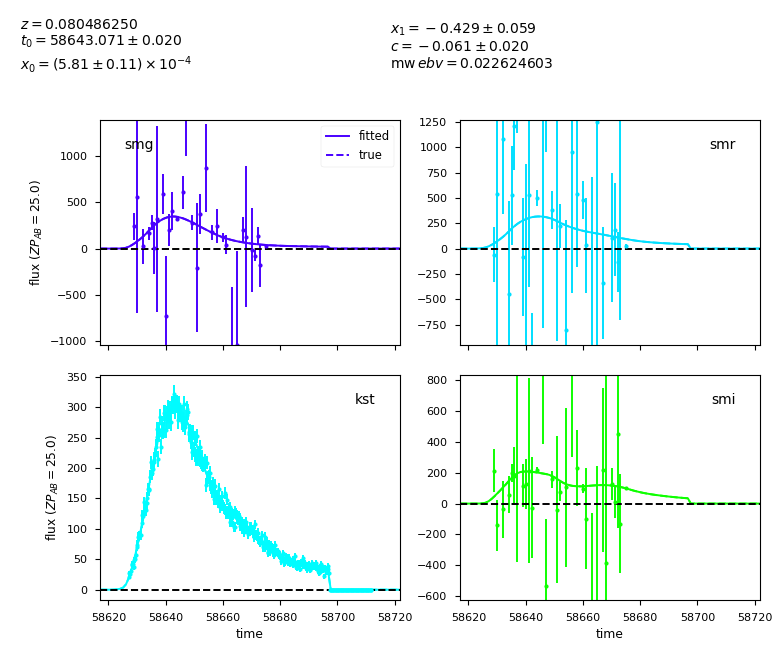 z = 0.080486250
t₀ = 58643.071 ± 0.020
x₀ = (5.81 ± 0.11) × 10⁻⁴
x₁ = −0.429 ± 0.059
c = −0.061 ± 0.020
mw ebv = 0.022624603
smg
fitted
true
1000
500
0
−500
−1000
flux (ZP_AB = 25.0)
smr
1250
1000
750
500
250
0
−250
−500
−750
kst
350
300
250
200
150
100
50
0
flux (ZP_AB = 25.0)
58620 58640 58660 58680 58700 58720
time
smi
800
600
400
200
0
−200
−400
−600
58620 58640 58660 58680 58700 58720
time